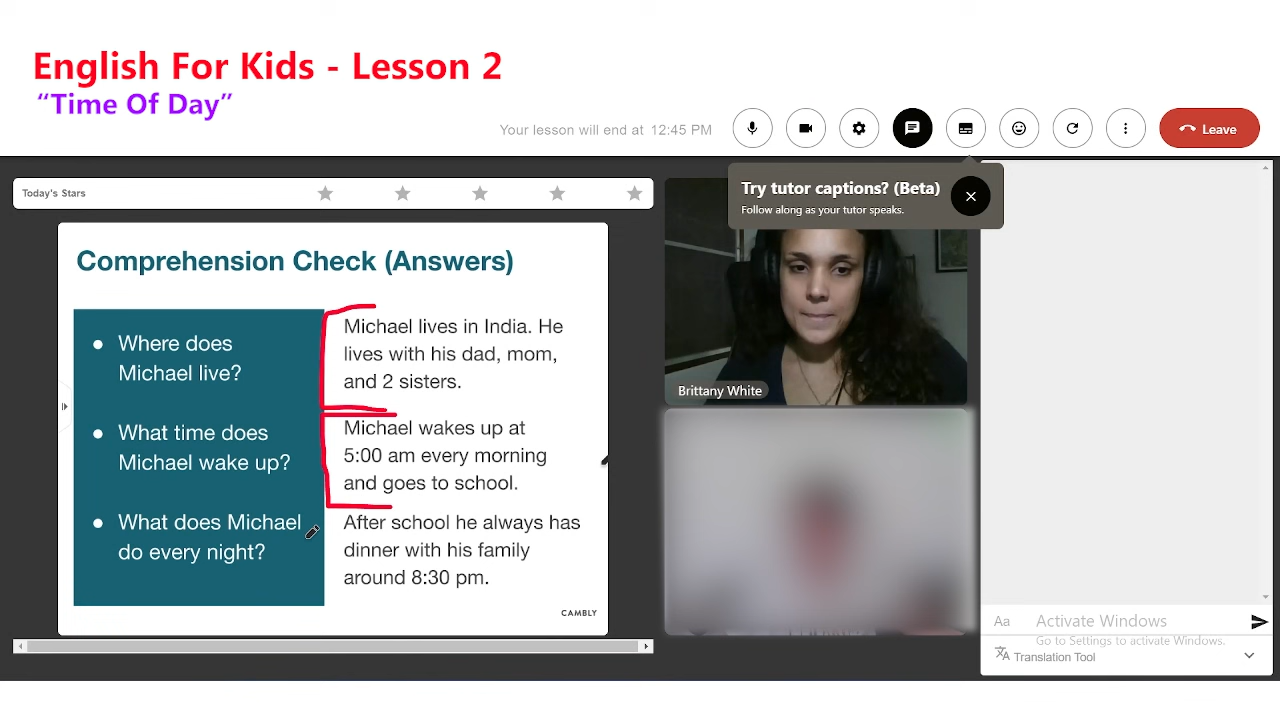 English For Kids - Lesson 2
“Time Of Day”
Your lesson will end at 12:45 PM
Leave
Today's Stars
Try tutor captions? (Beta)
Follow along as your tutor speaks.
Comprehension Check (Answers)
Where does
Michael live?
Michael lives in India. He
lives with his dad, mom,
and 2 sisters.
What time does
Michael wake up?
Michael wakes up at
5:00 am every morning
and goes to school.
What does Michael
do every night?
After school he always has
dinner with his family
around 8:30 pm.
CAMBLY
Brittany White
Aa
Activate Windows
Go to Settings to activate Windows.
Translation Tool